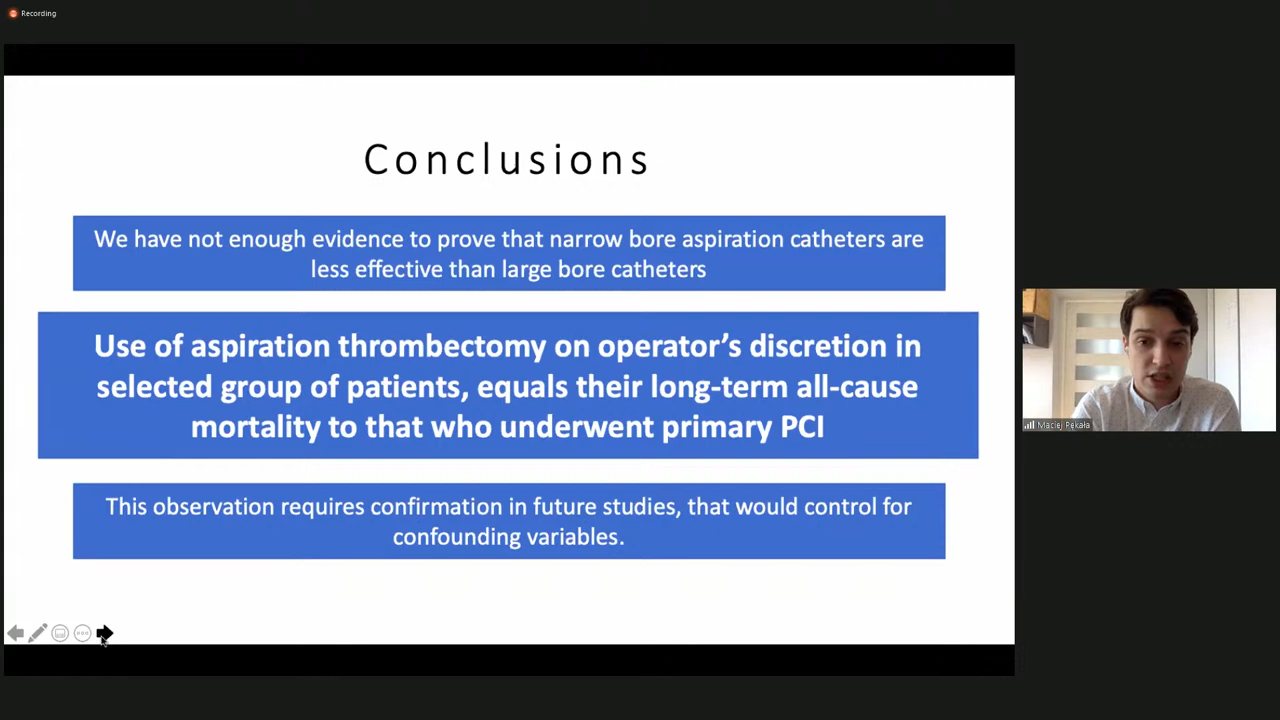 Recording
Conclusions
We have not enough evidence to prove that narrow bore aspiration catheters are
less effective than large bore catheters
Use of aspiration thrombectomy on operator’s discretion in
selected group of patients, equals their long-term all-cause
mortality to that who underwent primary PCI
This observation requires confirmation in future studies, that would control for
confounding variables.
Maciej Rękała